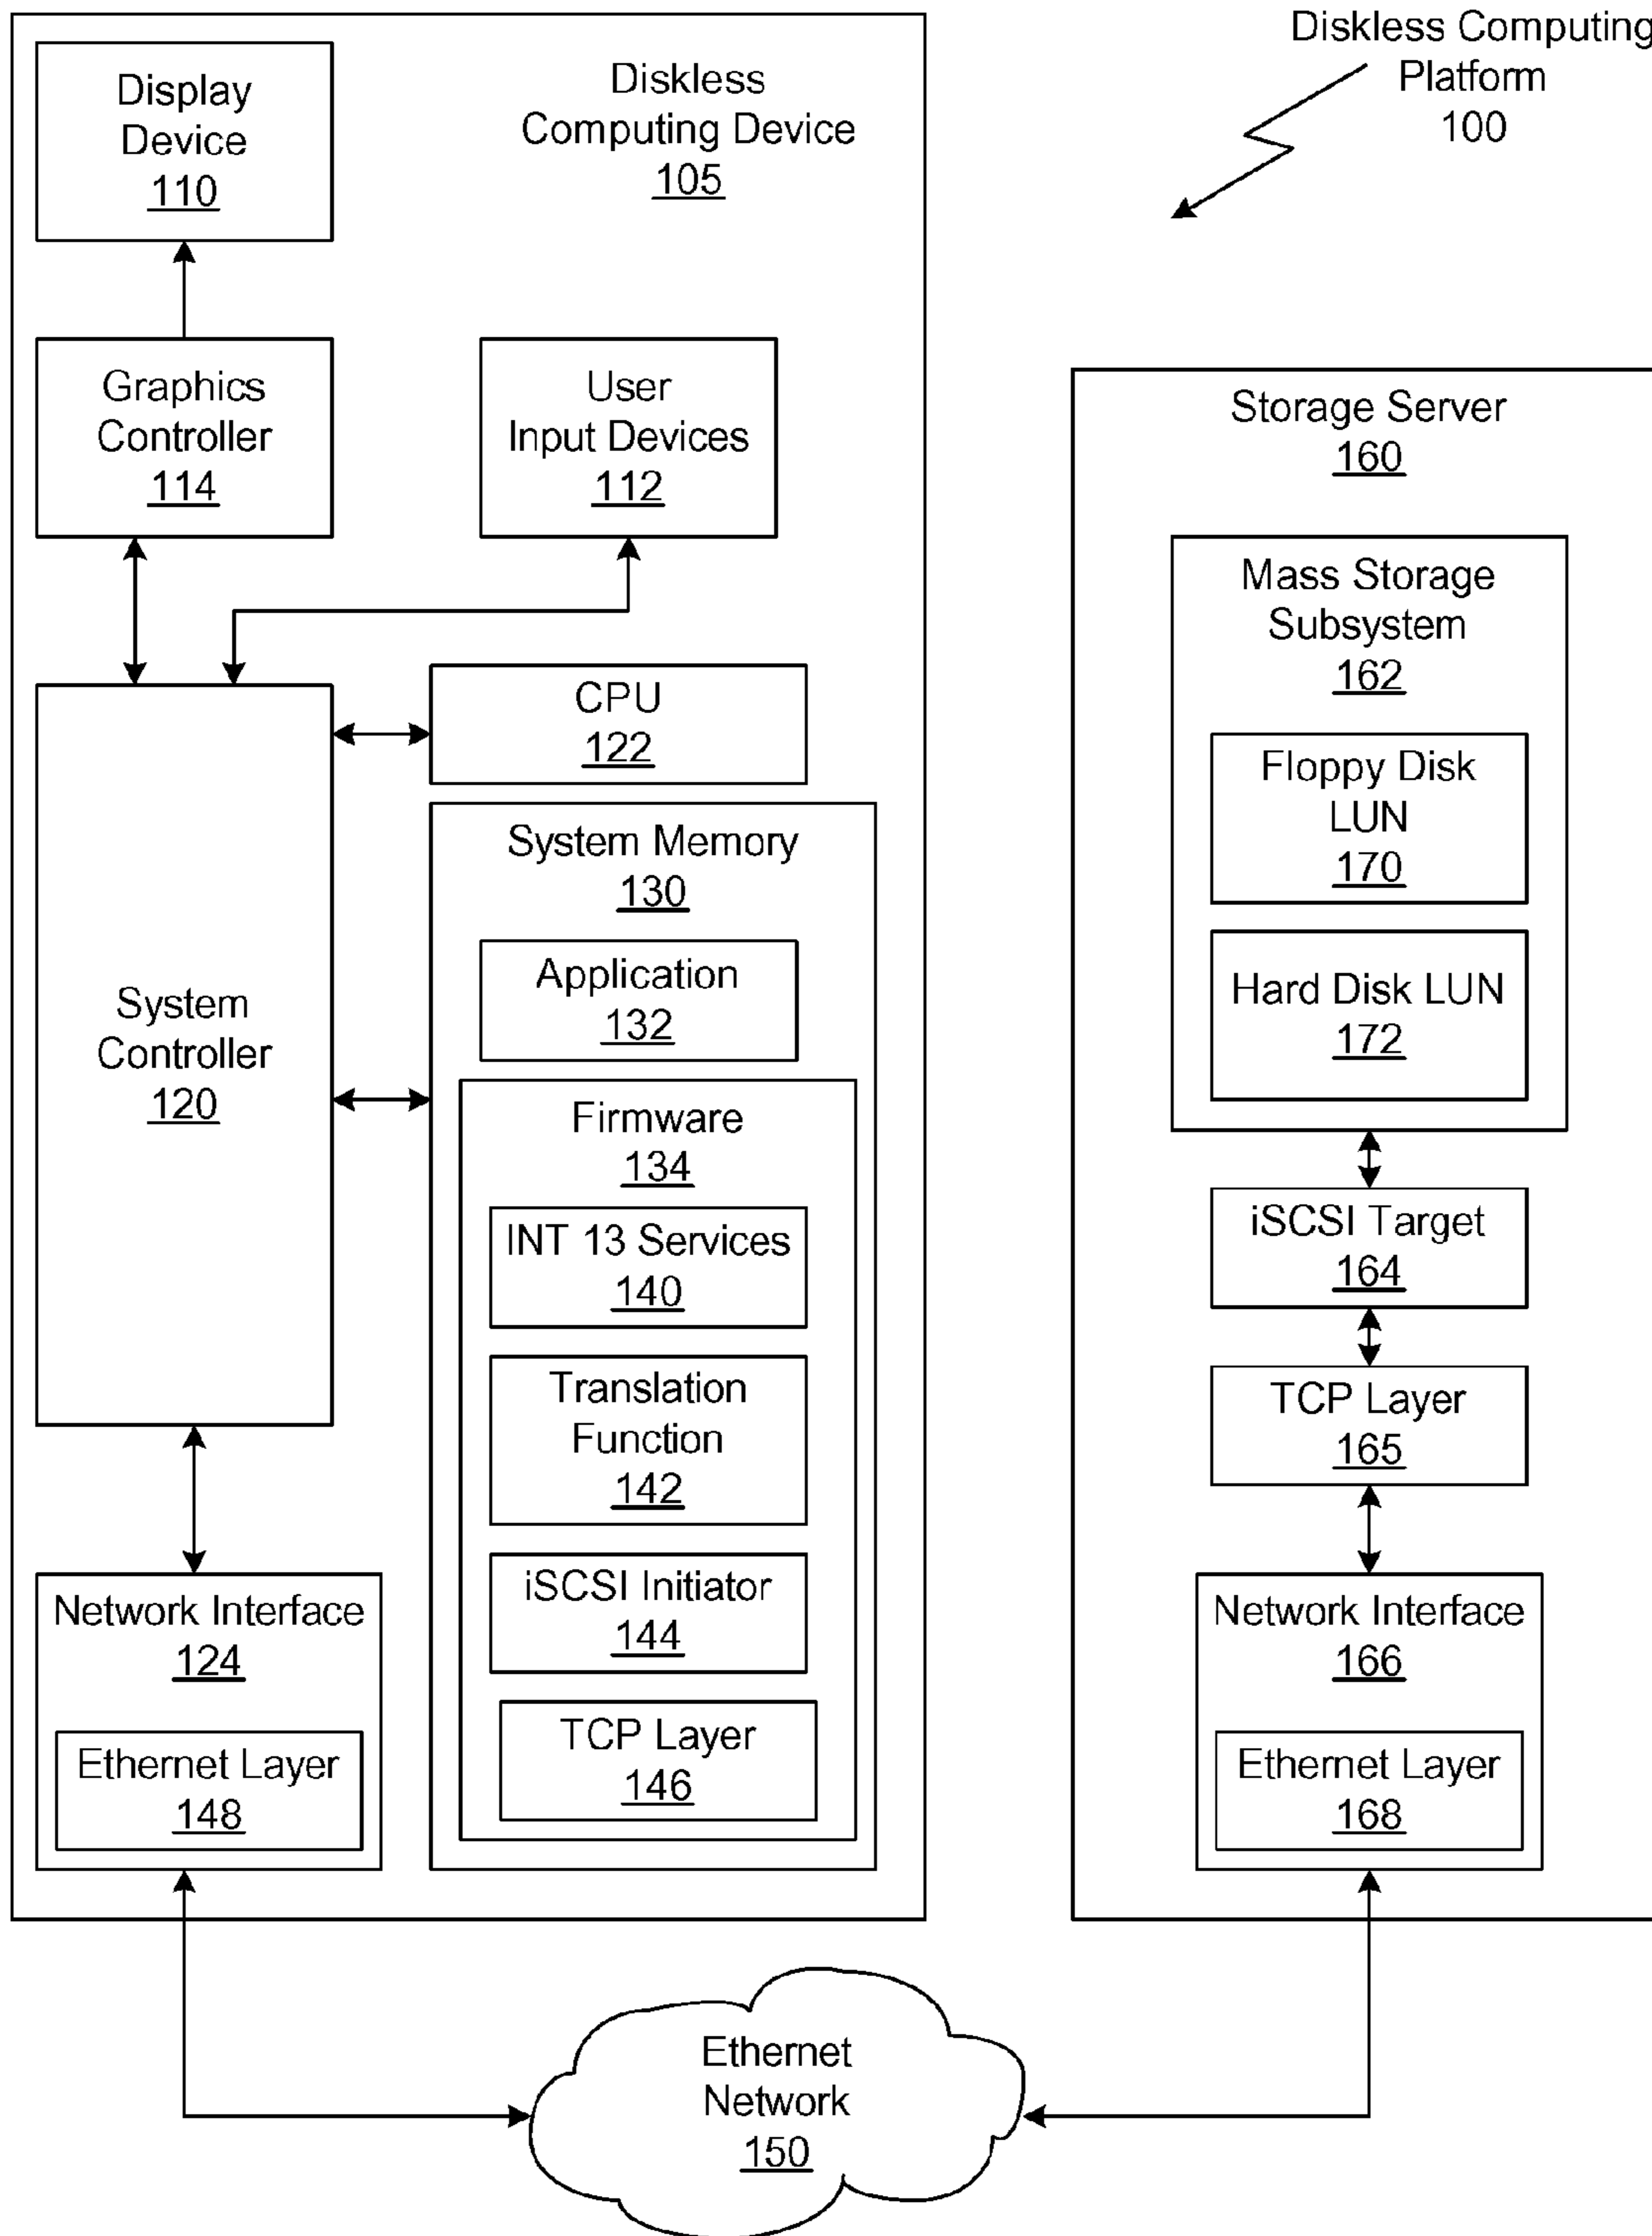 Diskless Computing
Platform
100
Diskless
Computing Device
105
Display
Device
110
Graphics
Controller
114
User
Input Devices
112
System
Controller
120
CPU
122
System Memory
130
Application
132
Firmware
134
INT 13 Services
140
Translation
Function
142
iSCSI Initiator
144
TCP Layer
146
Network Interface
124
Ethernet Layer
148
Storage Server
160
Mass Storage
Subsystem
162
Floppy Disk
LUN
170
Hard Disk LUN
172
iSCSI Target
164
TCP Layer
165
Network Interface
166
Ethernet Layer
168
Ethernet
Network
150